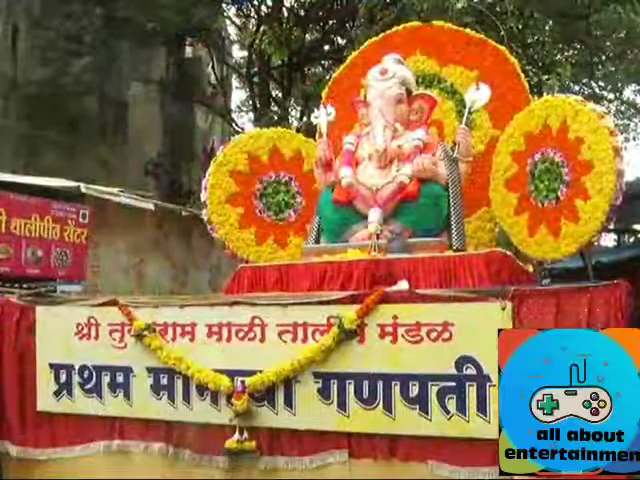 थालीपीठ सेंटर
श्री तुकाराम माळी तालीम मंडळ
प्रथम मानाचा गणपती
all about
entertainmen